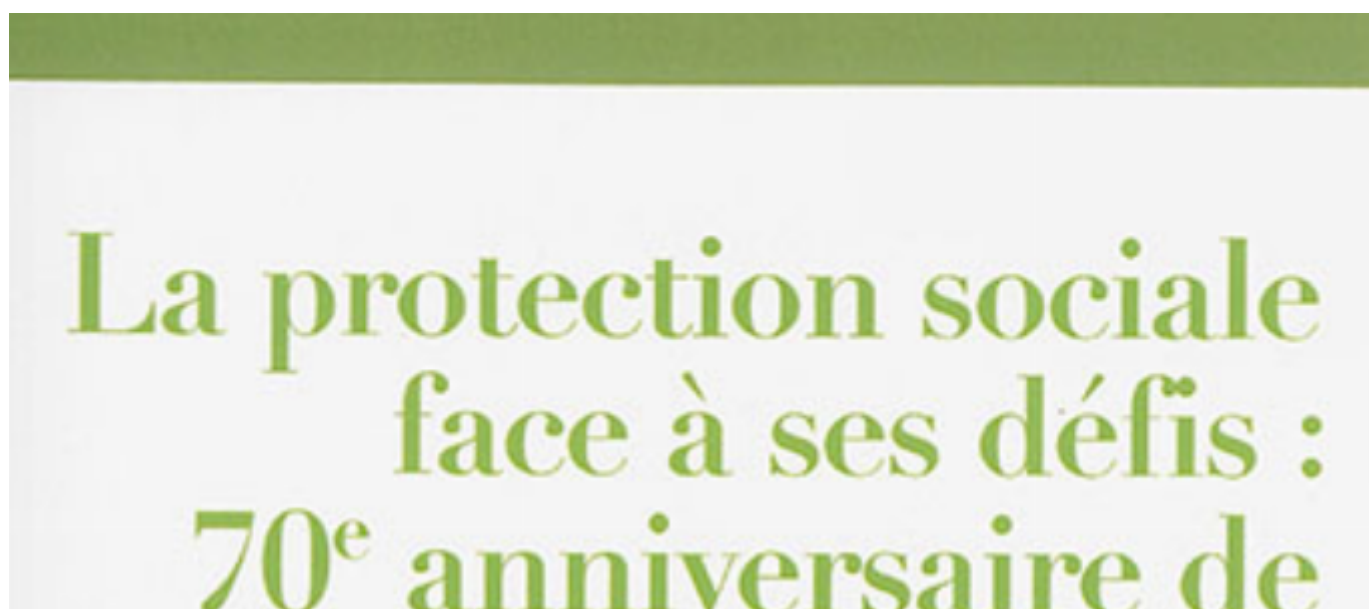 La protection sociale
face à ses défis :
70e anniversaire de